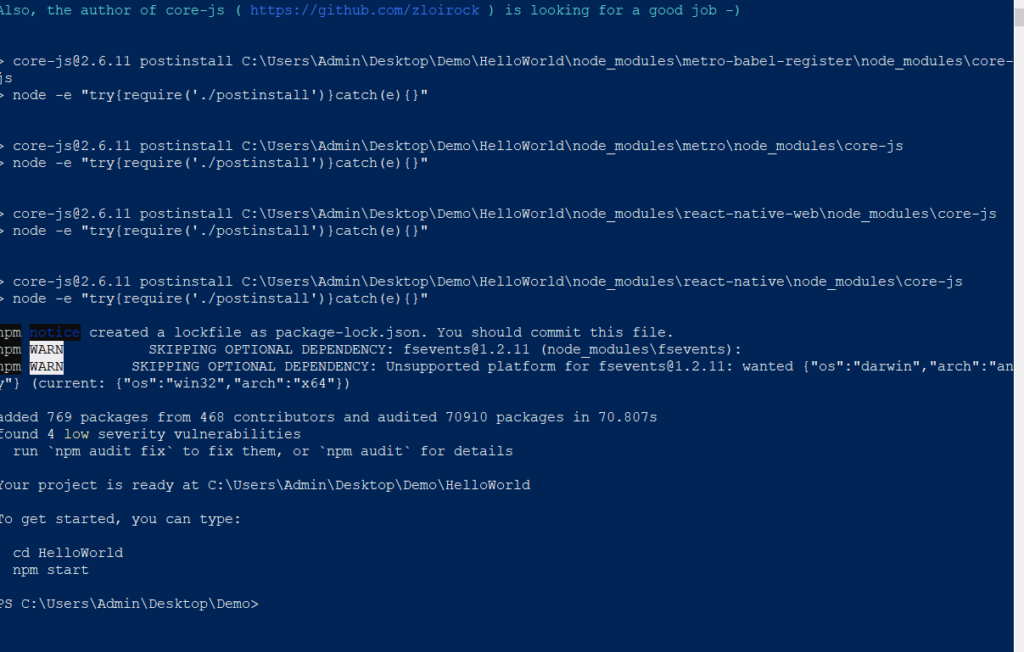 Also, the author of core-js ( https://github.com/zloirock ) is looking for a good job -)
> core-js@2.6.11 postinstall C:\Users\Admin\Desktop\Demo\HelloWorld\node_modules\metro-babel-register\node_modules\core-
js
> node -e "try{require('./postinstall')}catch(e){}"
> core-js@2.6.11 postinstall C:\Users\Admin\Desktop\Demo\HelloWorld\node_modules\metro\node_modules\core-js
> node -e "try{require('./postinstall')}catch(e){}"
> core-js@2.6.11 postinstall C:\Users\Admin\Desktop\Demo\HelloWorld\node_modules\react-native-web\node_modules\core-js
> node -e "try{require('./postinstall')}catch(e){}"
> core-js@2.6.11 postinstall C:\Users\Admin\Desktop\Demo\HelloWorld\node_modules\react-native\node_modules\core-js
> node -e "try{require('./postinstall')}catch(e){}"
npm notice created a lockfile as package-lock.json. You should commit this file.
npm WARN SKIPPING OPTIONAL DEPENDENCY: fsevents@1.2.11 (node_modules\fsevents):
npm WARN SKIPPING OPTIONAL DEPENDENCY: Unsupported platform for fsevents@1.2.11: wanted {"os":"darwin","arch":"an
y"} (current: {"os":"win32","arch":"x64"})
added 769 packages from 468 contributors and audited 70910 packages in 70.807s
found 4 low severity vulnerabilities
run `npm audit fix` to fix them, or `npm audit` for details
Your project is ready at C:\Users\Admin\Desktop\Demo\HelloWorld
To get started, you can type:
cd HelloWorld
npm start
PS C:\Users\Admin\Desktop\Demo>